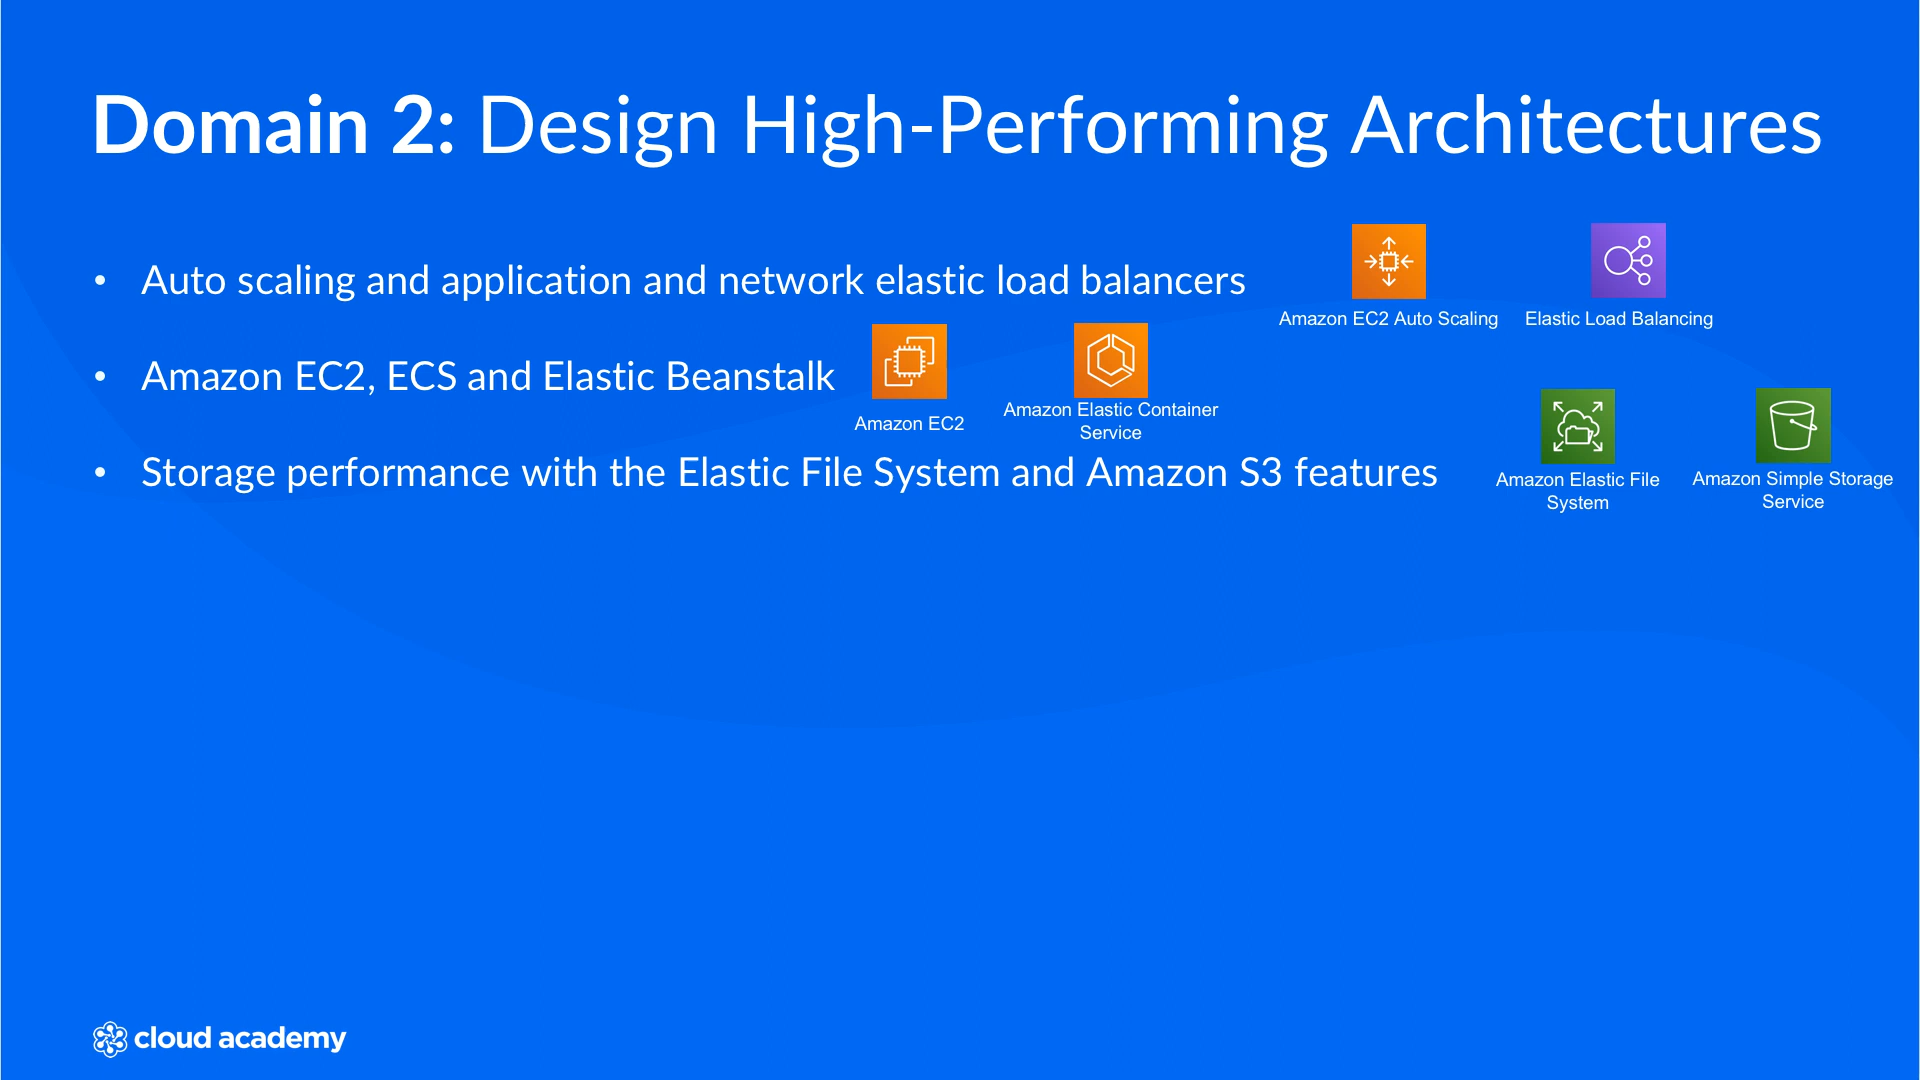 Domain 2: Design High-Performing Architectures
• Auto scaling and application and network elastic load balancers
Amazon EC2 Auto Scaling
Elastic Load Balancing
• Amazon EC2, ECS and Elastic Beanstalk
Amazon EC2
Amazon Elastic Container
Service
• Storage performance with the Elastic File System and Amazon S3 features
Amazon Elastic File
System
Amazon Simple Storage
Service
cloud academy